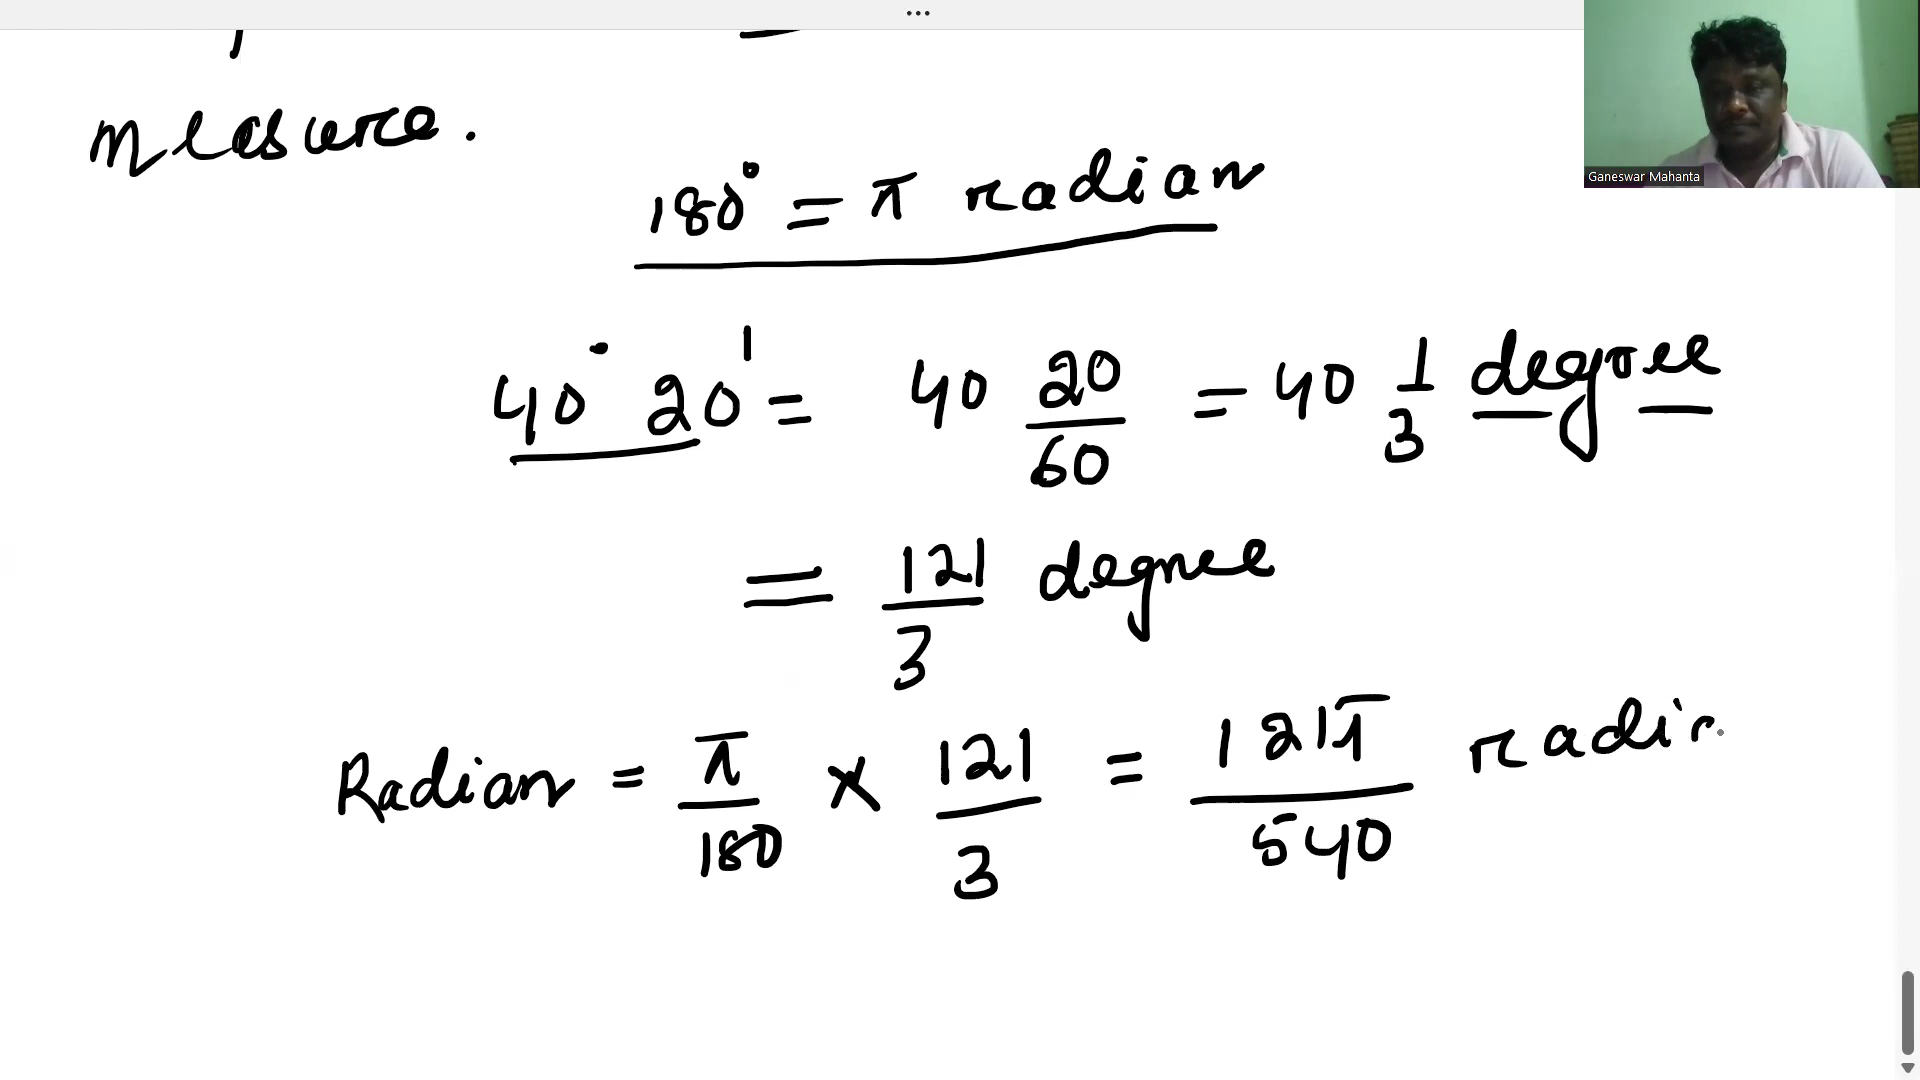 ...
Ganeswar Mahanta
measure.
180° = π radian
40° 20' = 40 20/60 = 40 1/3 degree
= 121/3 degree
Radian = π/180 × 121/3 = 121π/540 radi